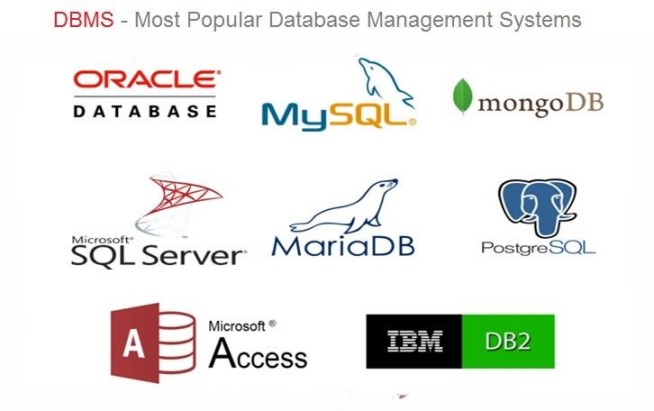 DBMS - Most Popular Database Management Systems
ORACLE®
DATABASE
MySQL®
mongoDB
Microsoft®
SQL Server®
MariaDB
PostgreSQL
A
Microsoft ®
Access
IBM
DB2